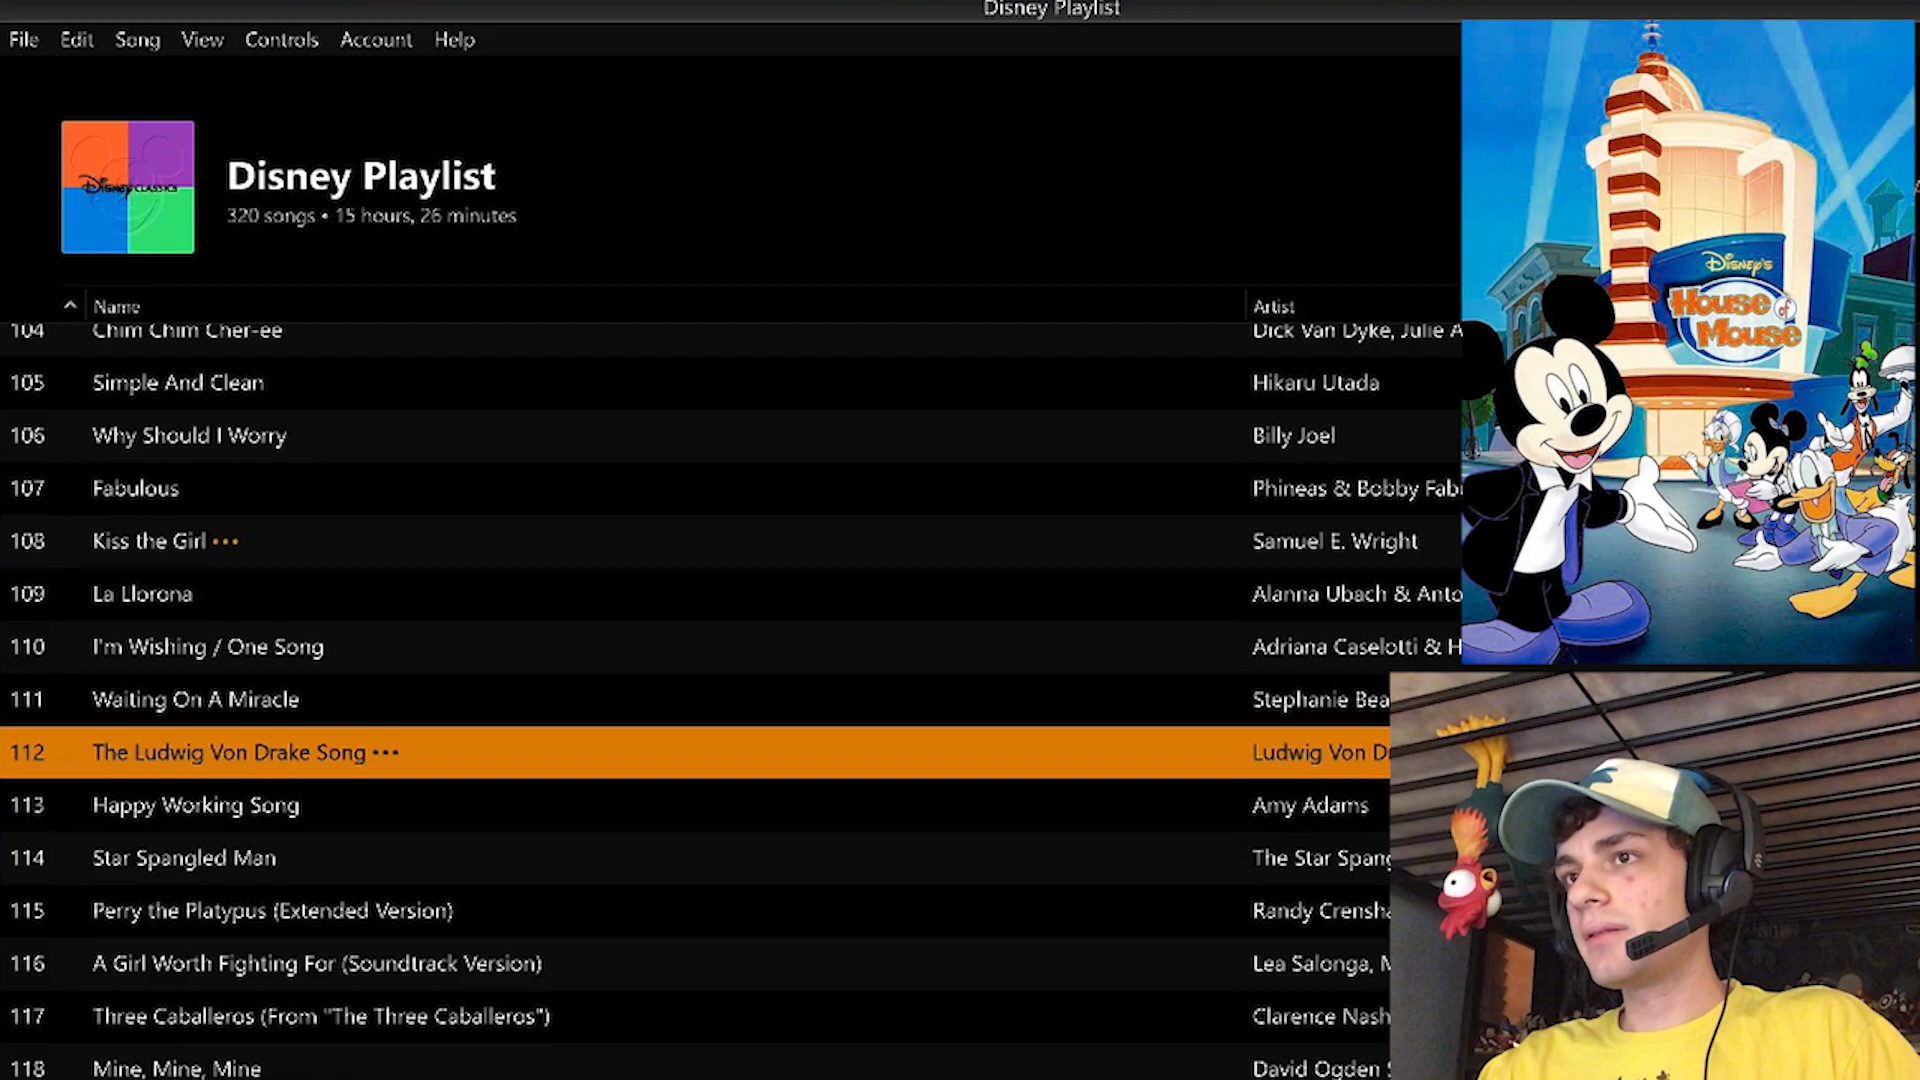 Disney Playlist
File Edit Song View Controls Account Help
Disney CLASSICS
Disney Playlist
320 songs • 15 hours, 26 minutes
Name Artist
104 Chim Chim Cher-ee Dick Van Dyke, Julie A
105 Simple And Clean Hikaru Utada
106 Why Should I Worry Billy Joel
107 Fabulous Phineas & Bobby Fab
108 Kiss the Girl ••• Samuel E. Wright
109 La Llorona Alanna Ubach & Anto
110 I'm Wishing / One Song Adriana Caselotti & H
111 Waiting On A Miracle Stephanie Bea
112 The Ludwig Von Drake Song ••• Ludwig Von D
113 Happy Working Song Amy Adams
114 Star Spangled Man The Star Spang
115 Perry the Platypus (Extended Version) Randy Crensh
116 A Girl Worth Fighting For (Soundtrack Version) Lea Salonga, M
117 Three Caballeros (From "The Three Caballeros") Clarence Nash
118 Mine, Mine, Mine David Ogden S
Disney's
House of
Mouse